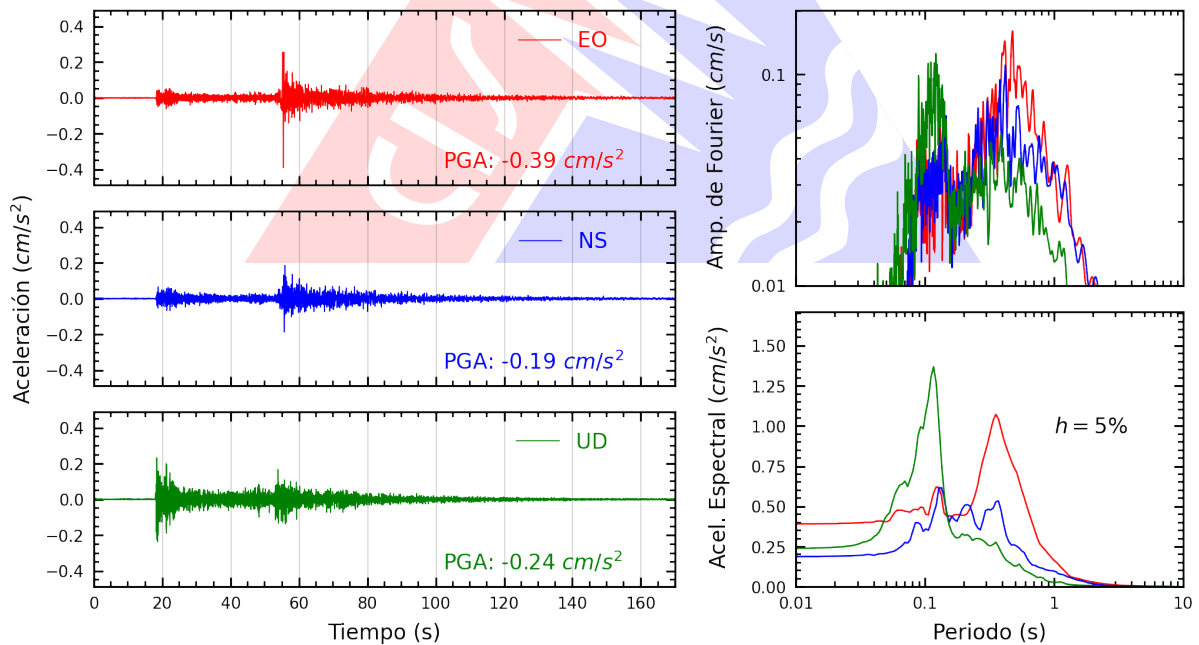 Aceleración (cm/s²)
0.4
0.2
0.0
−0.2
−0.4
EO
PGA: -0.39 cm/s²
0.4
0.2
0.0
−0.2
−0.4
NS
PGA: -0.19 cm/s²
0.4
0.2
0.0
−0.2
−0.4
UD
PGA: -0.24 cm/s²
0 20 40 60 80 100 120 140 160
Tiempo (s)
Amp. de Fourier (cm/s)
0.1
0.01
Acel. Espectral (cm/s²)
1.50
1.25
1.00
0.75
0.50
0.25
0.00
h = 5%
0.01 0.1 1 10
Periodo (s)